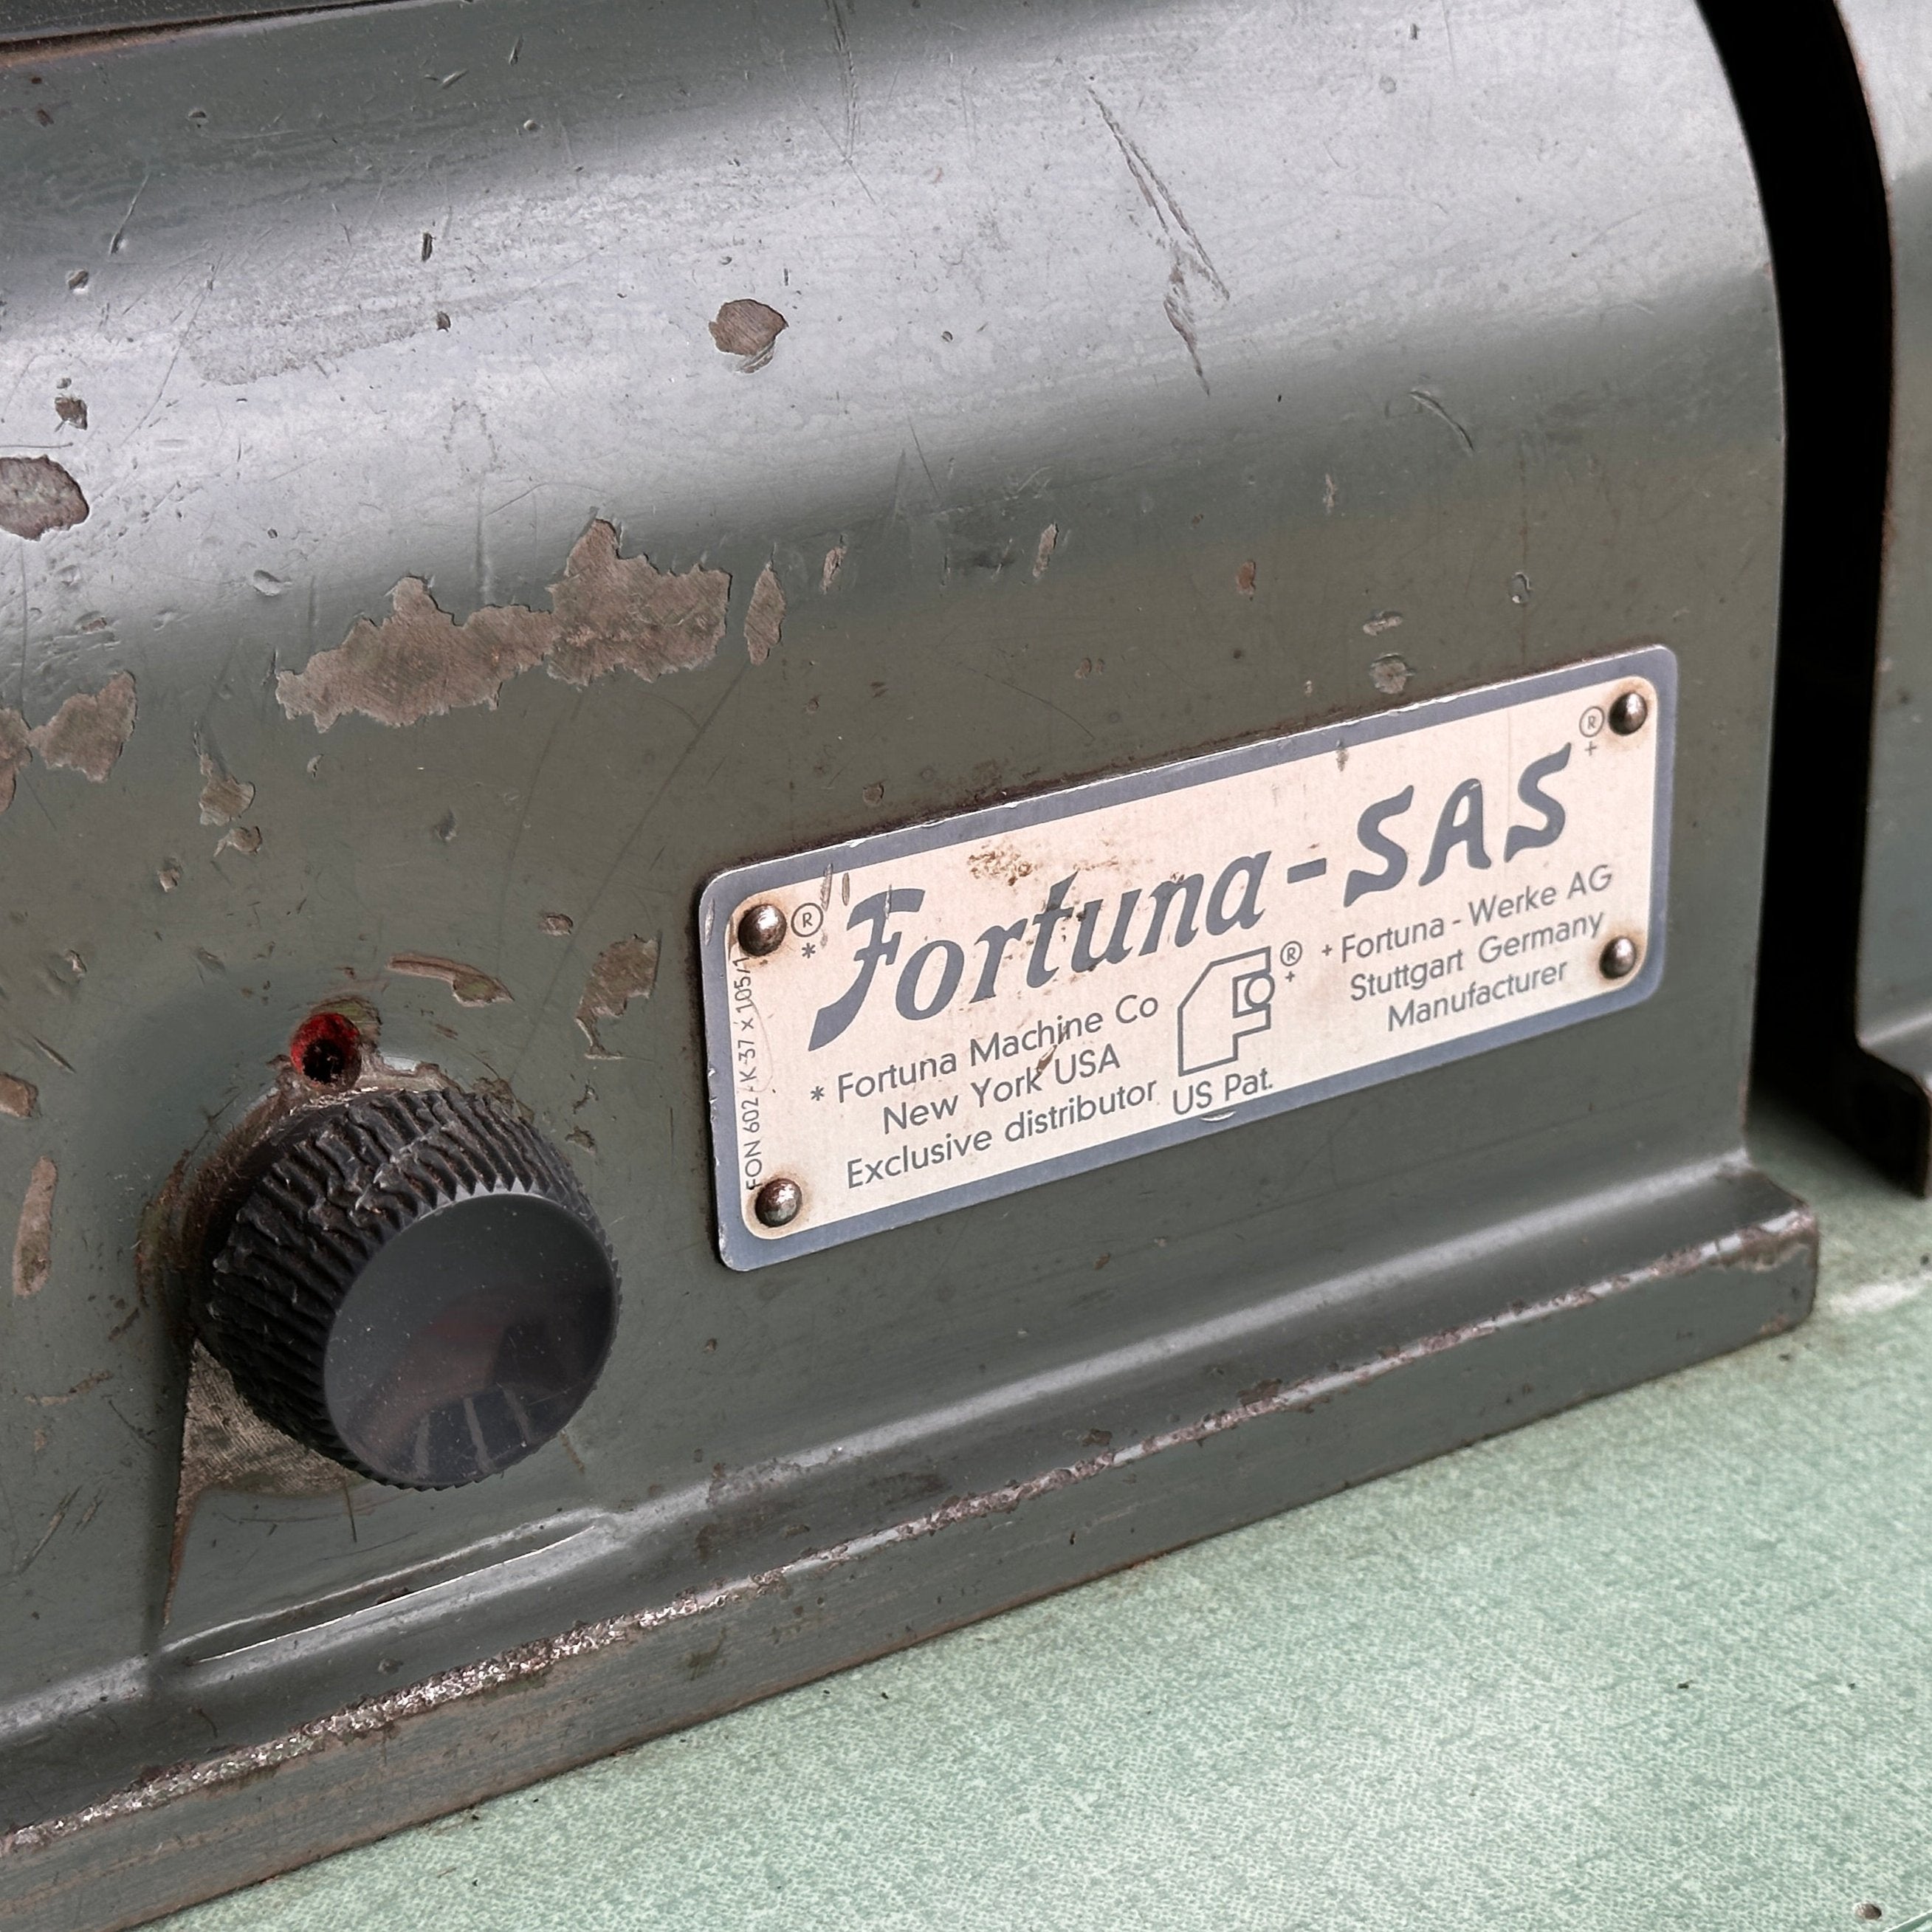 ® * Fortuna-SAS ® +
* Fortuna Machine Co
New York USA
Exclusive distributor
® +
US Pat.
+ Fortuna-Werke AG
Stuttgart Germany
Manufacturer
FON 602 K-37 x 105/1